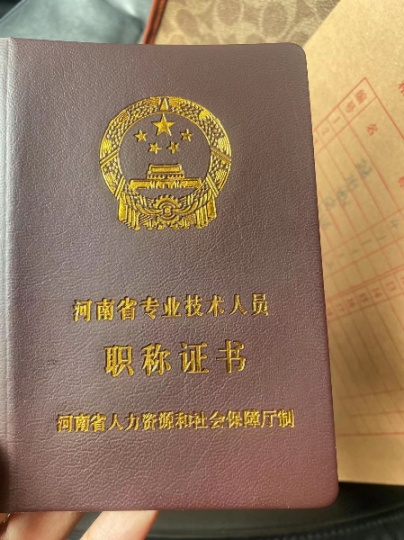 河南省专业技术人员
职称证书
河南省人力资源和社会保障厅制